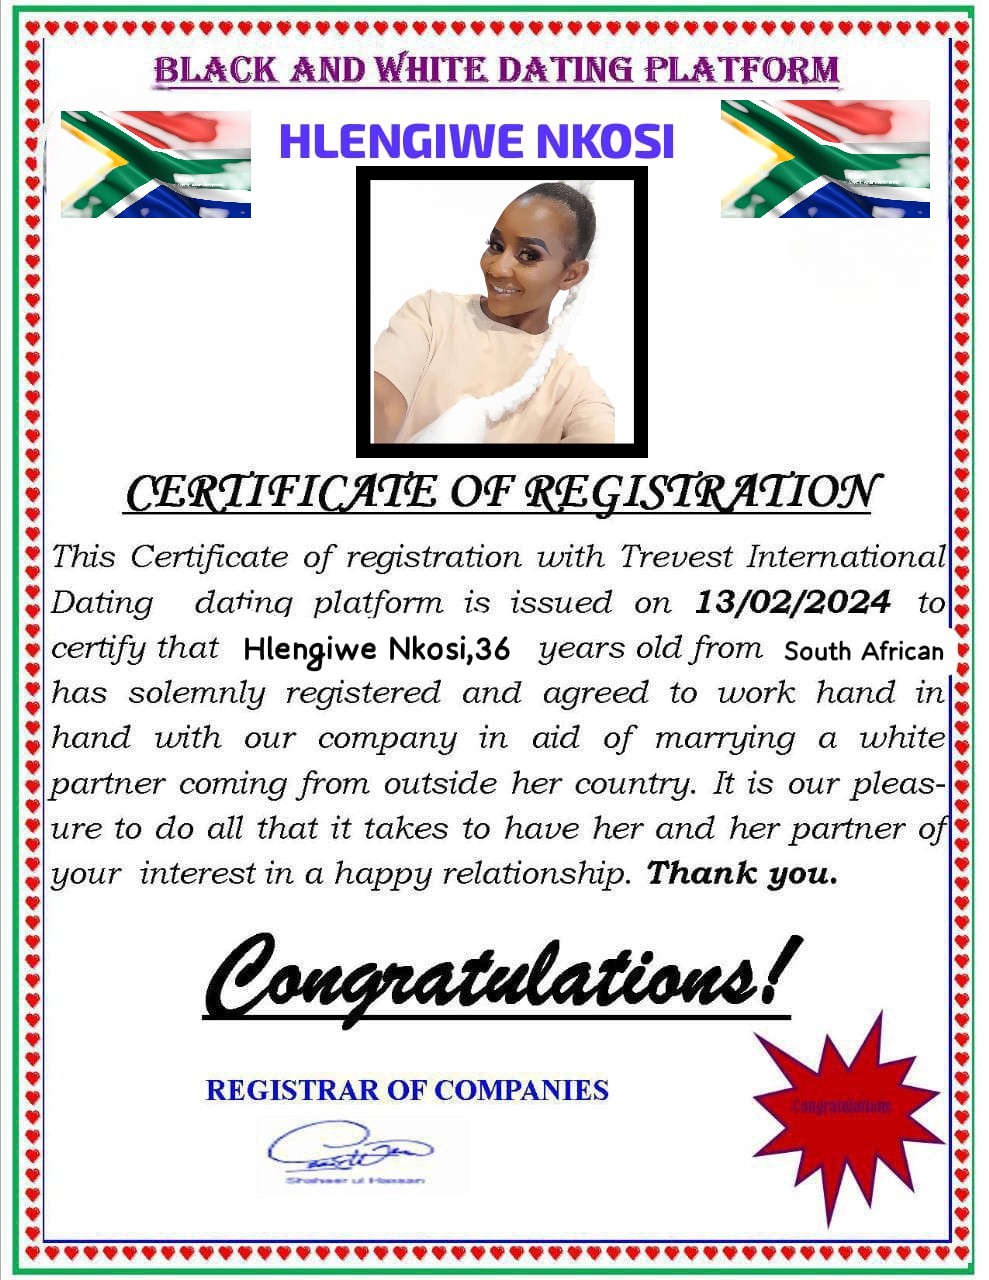 BLACK AND WHITE DATING PLATFORM
HLENGIWE NKOSI
CERTIFICATE OF REGISTRATION
This Certificate of registration with Trevest International
Dating dating platform is issued on 13/02/2024 to
certify that Hlengiwe Nkosi,36 years old from South African
has solemnly registered and agreed to work hand in
hand with our company in aid of marrying a white
partner coming from outside her country. It is our pleas-
ure to do all that it takes to have her and her partner of
your interest in a happy relationship. Thank you.
Congratulations!
REGISTRAR OF COMPANIES
Shaheer ul Hassan
Congratulations